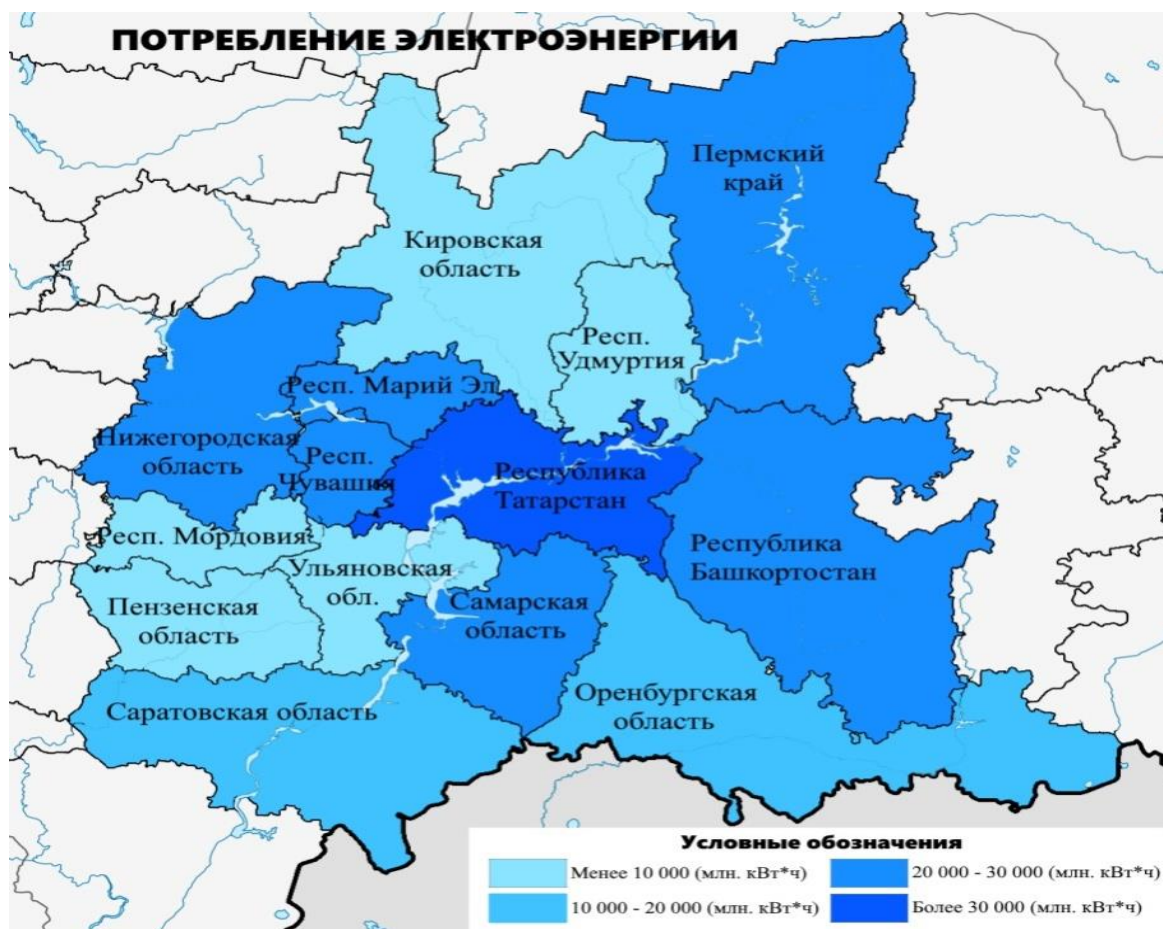 ПОТРЕБЛЕНИЕ ЭЛЕКТРОЭНЕРГИИ
Пермский
край
Кировская
область
Респ.
Удмуртия
Респ. Марий Эл
Нижегородская
область
Респ.
Чувашия
Республика
Татарстан
Респ. Мордовия
Ульяновская
обл.
Республика
Башкортостан
Пензенская
область
Самарская
область
Оренбургская
область
Саратовская область
Условные обозначения
Менее 10 000 (млн. кВт*ч)
20 000 - 30 000 (млн. кВт*ч)
10 000 - 20 000 (млн. кВт*ч)
Более 30 000 (млн. кВт*ч)